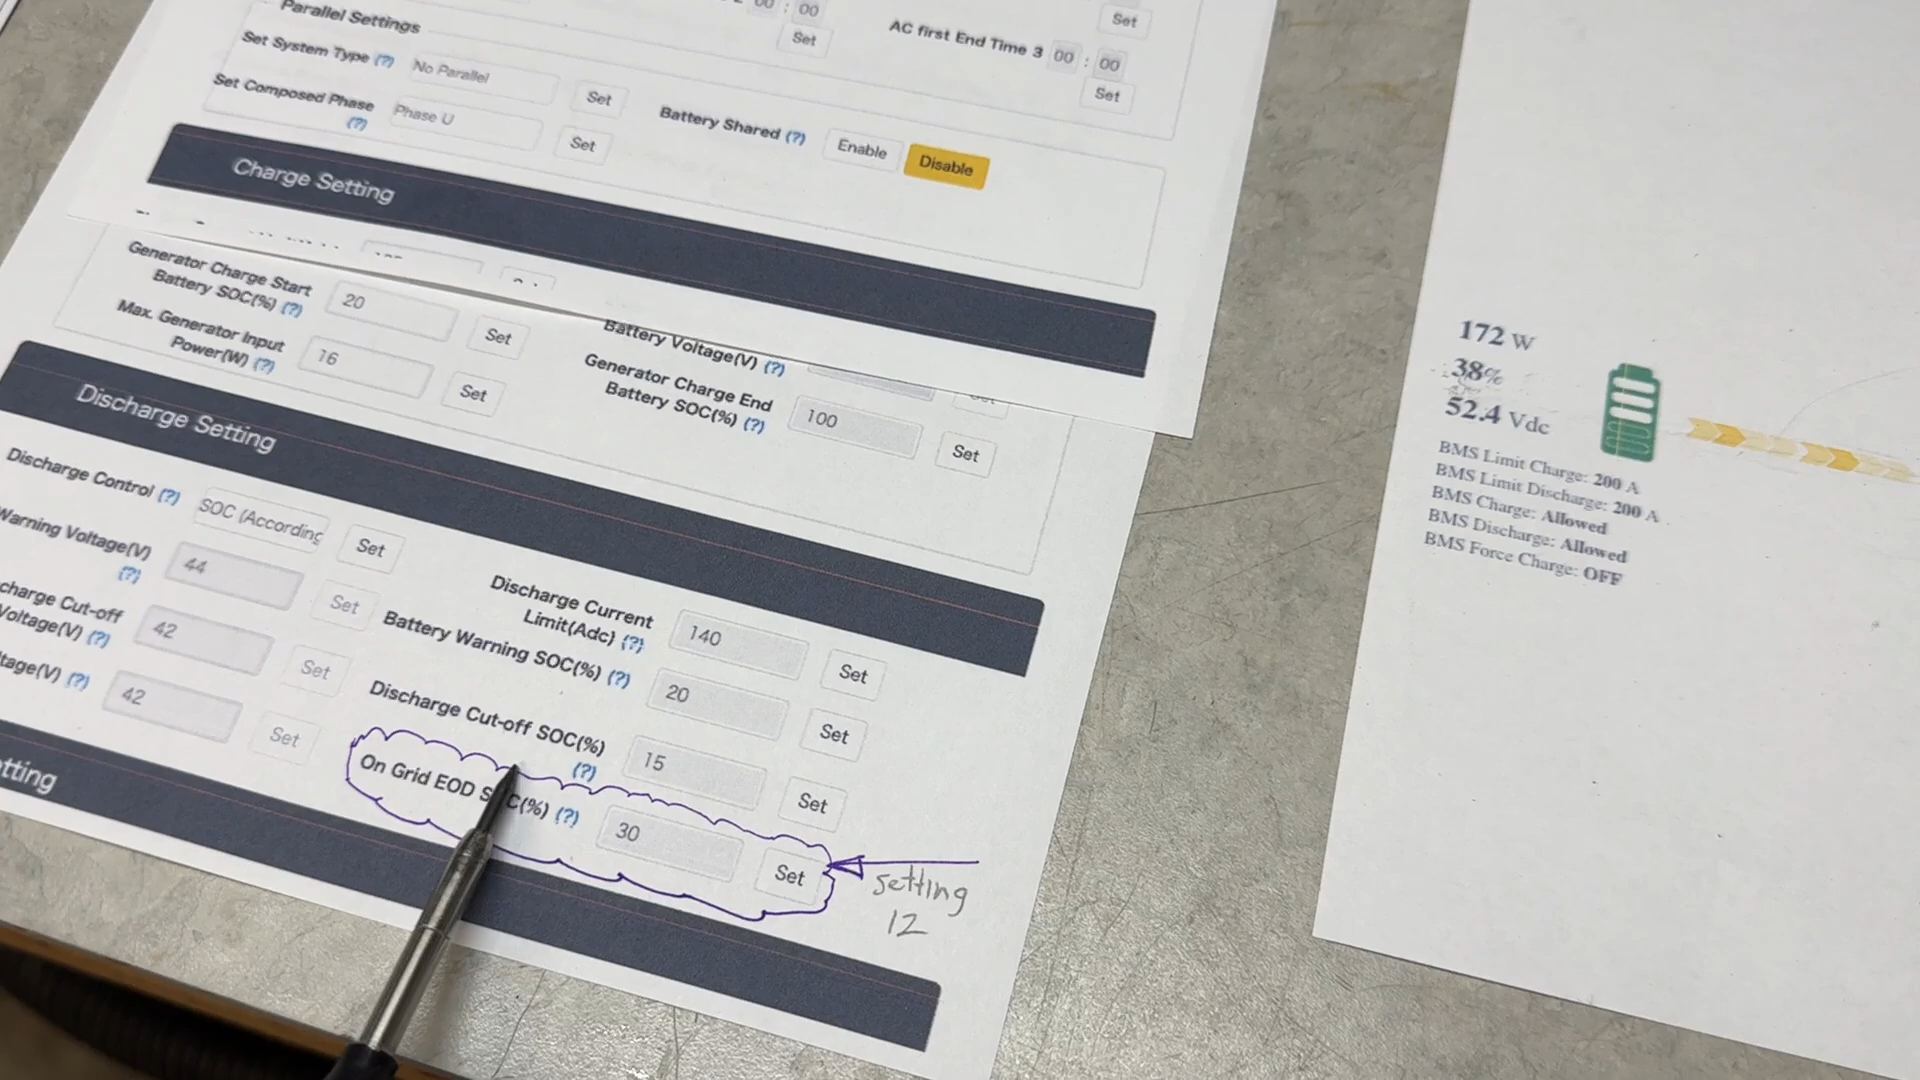 00 : 00
Set
Set
AC first End Time 3 00 : 00
Set
Parallel Settings
Set System Type (?) No Parallel Set
Set Composed Phase (?) Phase U Set
Battery Shared (?) Enable Disable
Charge Setting
Generator Charge Start Battery SOC(%) (?) 20 Set
Max. Generator Input Power(W) (?) 16 Set
Battery Voltage(V) (?)
Generator Charge End Battery SOC(%) (?) 100 Set
Discharge Setting
Discharge Control (?) SOC (According Set
Warning Voltage(V) (?) 44 Set
charge Cut-off Voltage(V) (?) 42 Set
tage(V) (?) 42 Set
Discharge Current Limit(Adc) (?) 140 Set
Battery Warning SOC(%) (?) 20 Set
Discharge Cut-off SOC(%) (?) 15 Set
On Grid EOD SOC(%) (?) 30 Set
setting
12
etting
172 W
38%
52.4 Vdc
BMS Limit Charge: 200 A
BMS Limit Discharge: 200 A
BMS Charge: Allowed
BMS Discharge: Allowed
BMS Force Charge: OFF